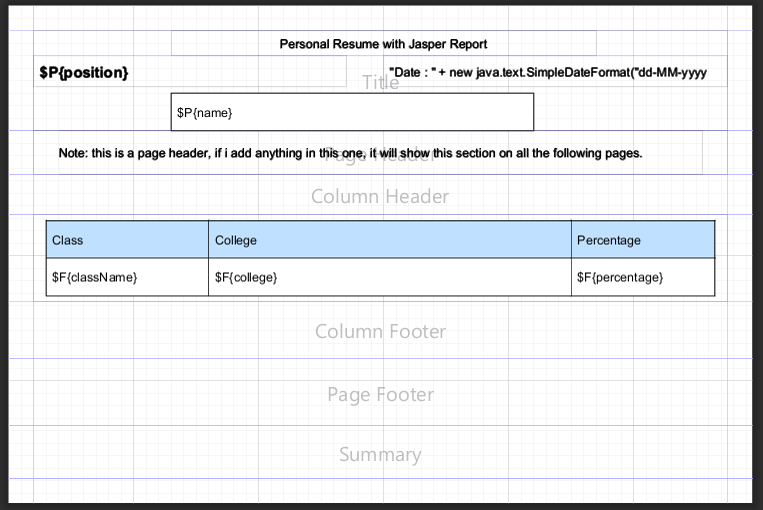 Personal Resume with Jasper Report
$P{position}
"Date : " + new java.text.SimpleDateFormat("dd-MM-yyyy
Title
$P{name}
Note: this is a page header, if i add anything in this one, it will show this section on all the following pages.
Page Header
Column Header
Class College Percentage
$F{className} $F{college} $F{percentage}
Column Footer
Page Footer
Summary